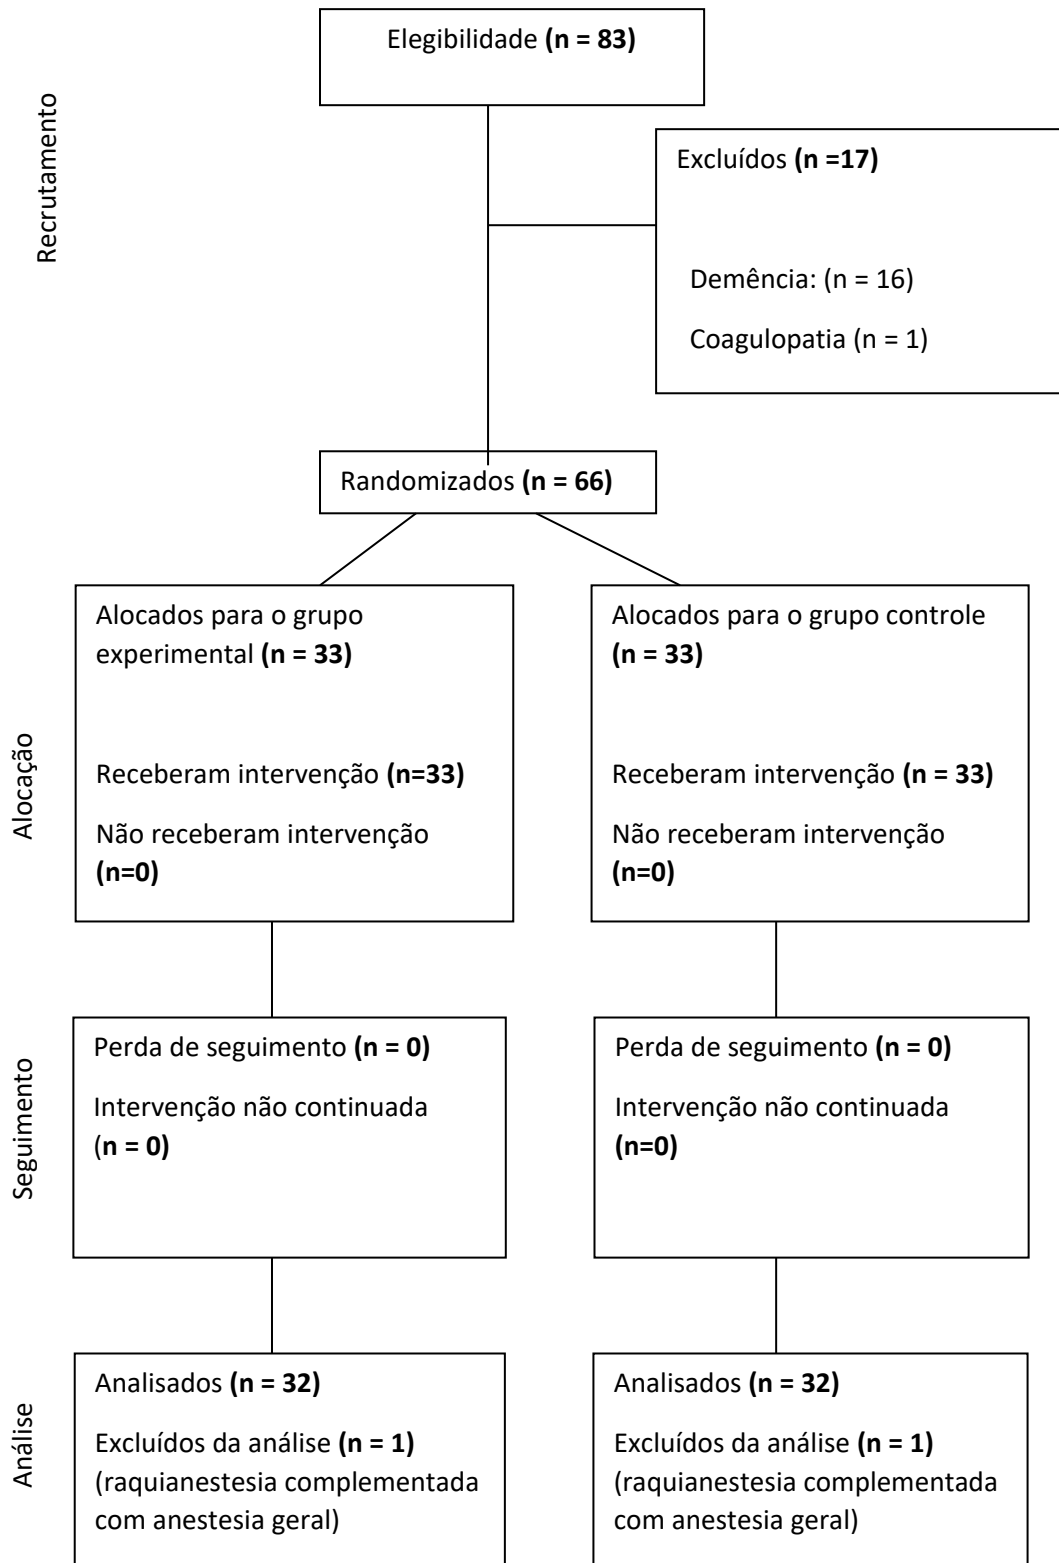 Recrutamento
Elegibilidade (n = 83)
Excluídos (n =17)
Demência: (n = 16)
Coagulopatia (n = 1)
Randomizados (n = 66)
Alocação
Alocados para o grupo
experimental (n = 33)
Receberam intervenção (n=33)
Não receberam intervenção
(n=0)
Alocados para o grupo controle
(n = 33)
Receberam intervenção (n = 33)
Não receberam intervenção
(n=0)
Seguimento
Perda de seguimento (n = 0)
Intervenção não continuada
(n = 0)
Perda de seguimento (n = 0)
Intervenção não continuada
(n=0)
Análise
Analisados (n = 32)
Excluídos da análise (n = 1)
(raquianestesia complementada
com anestesia geral)
Analisados (n = 32)
Excluídos da análise (n = 1)
(raquianestesia complementada
com anestesia geral)